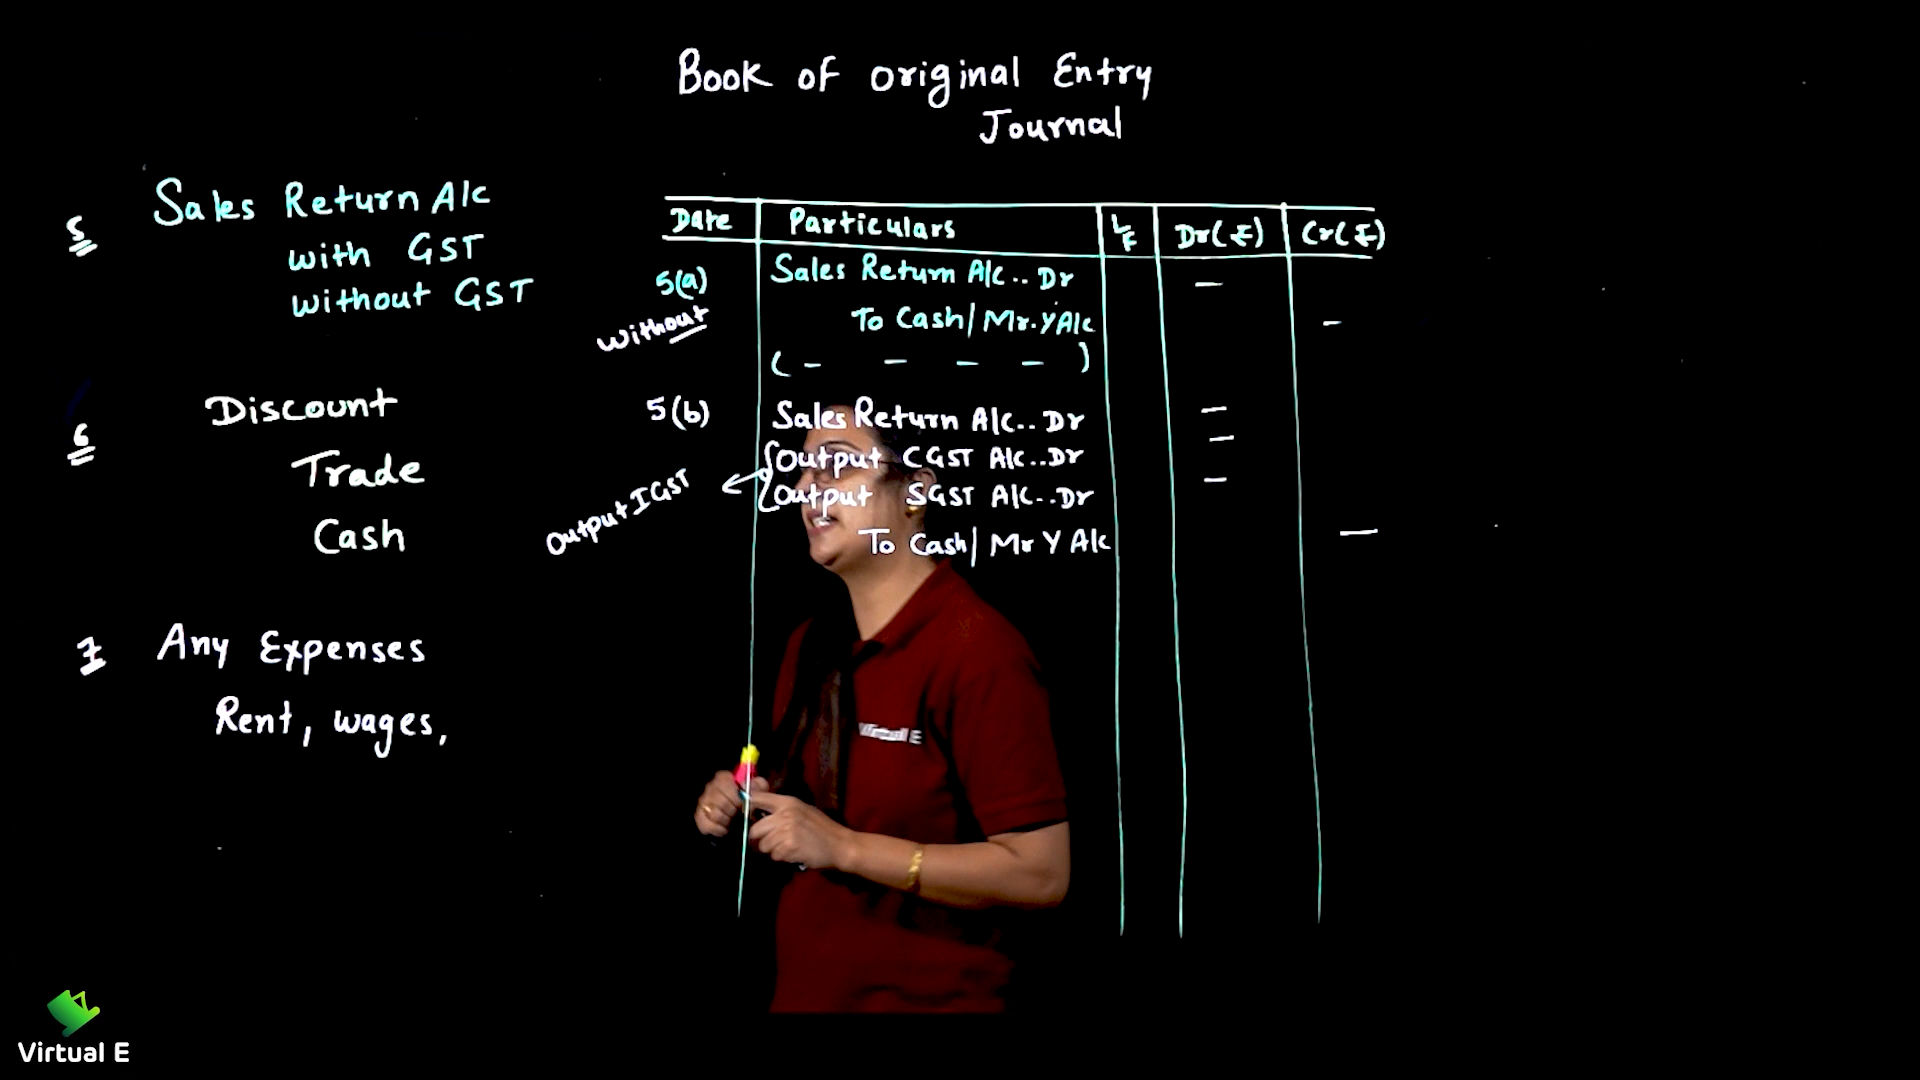 Book of original Entry
Journal
5 Sales Return A/c
with GST
without GST
6 Discount
Trade
Cash
7 Any Expenses
Rent, wages,
Date Particulars LF Dr(₹) Cr(₹)
5(a) Sales Return A/c.. Dr –
without To Cash/Mr.Y A/c –
( – – – – )
5(b) Sales Return A/c.. Dr –
Output CGST A/c..Dr –
Output IGST Output SGST A/c..Dr –
To Cash/ Mr Y A/c –
Virtual E
Virtual E